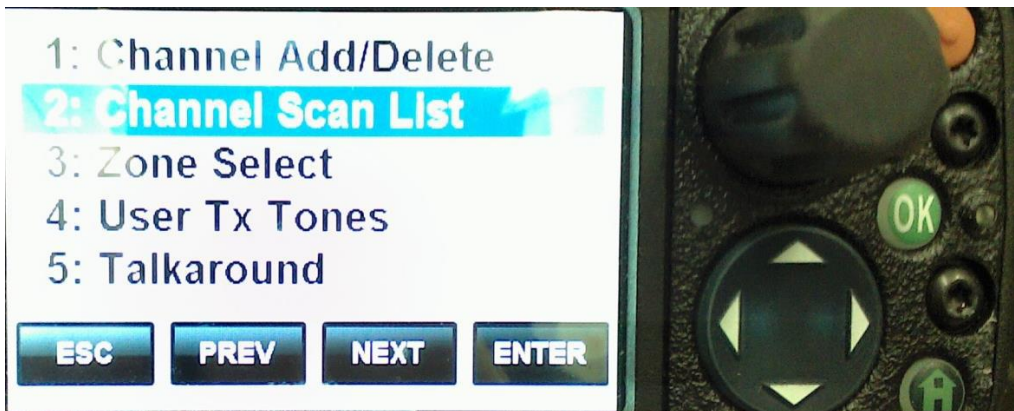 1: Channel Add/Delete
2: Channel Scan List
3: Zone Select
4: User Tx Tones
5: Talkaround
ESC PREV NEXT ENTER
OK